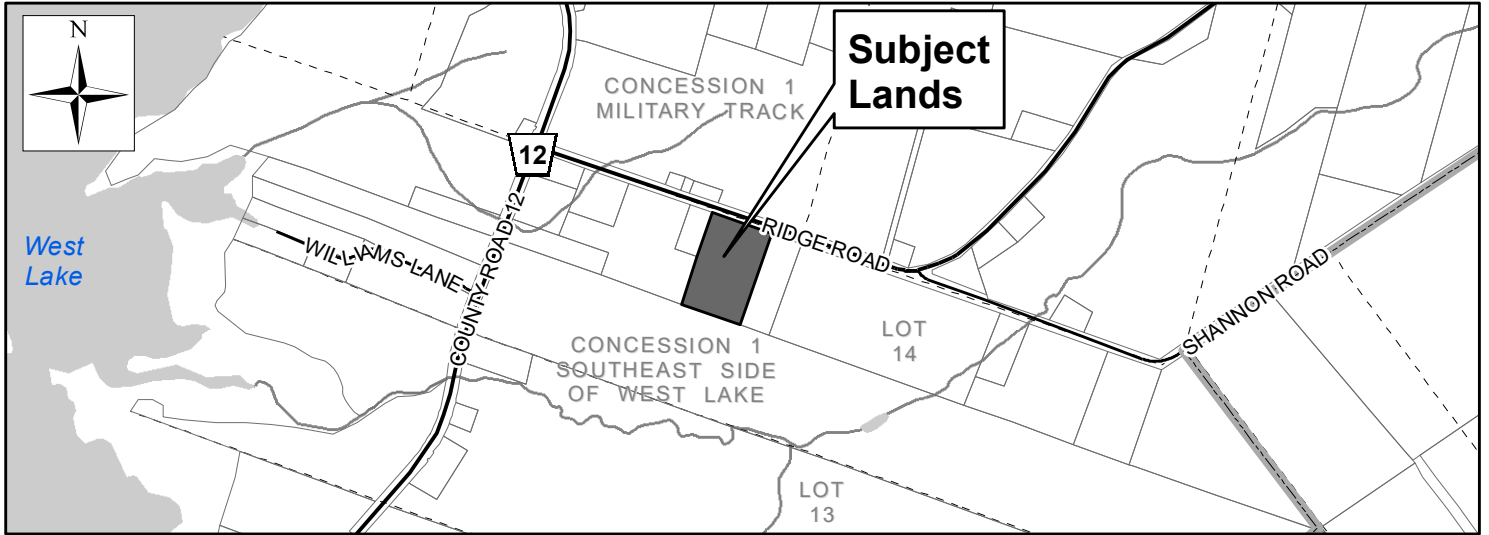 N
Subject
Lands
CONCESSION 1
MILITARY TRACK
12
RIDGE ROAD
West
Lake
WILLIAMS LANE
COUNTY ROAD 12
SHANNON ROAD
LOT
14
CONCESSION 1
SOUTHEAST SIDE
OF WEST LAKE
LOT
13